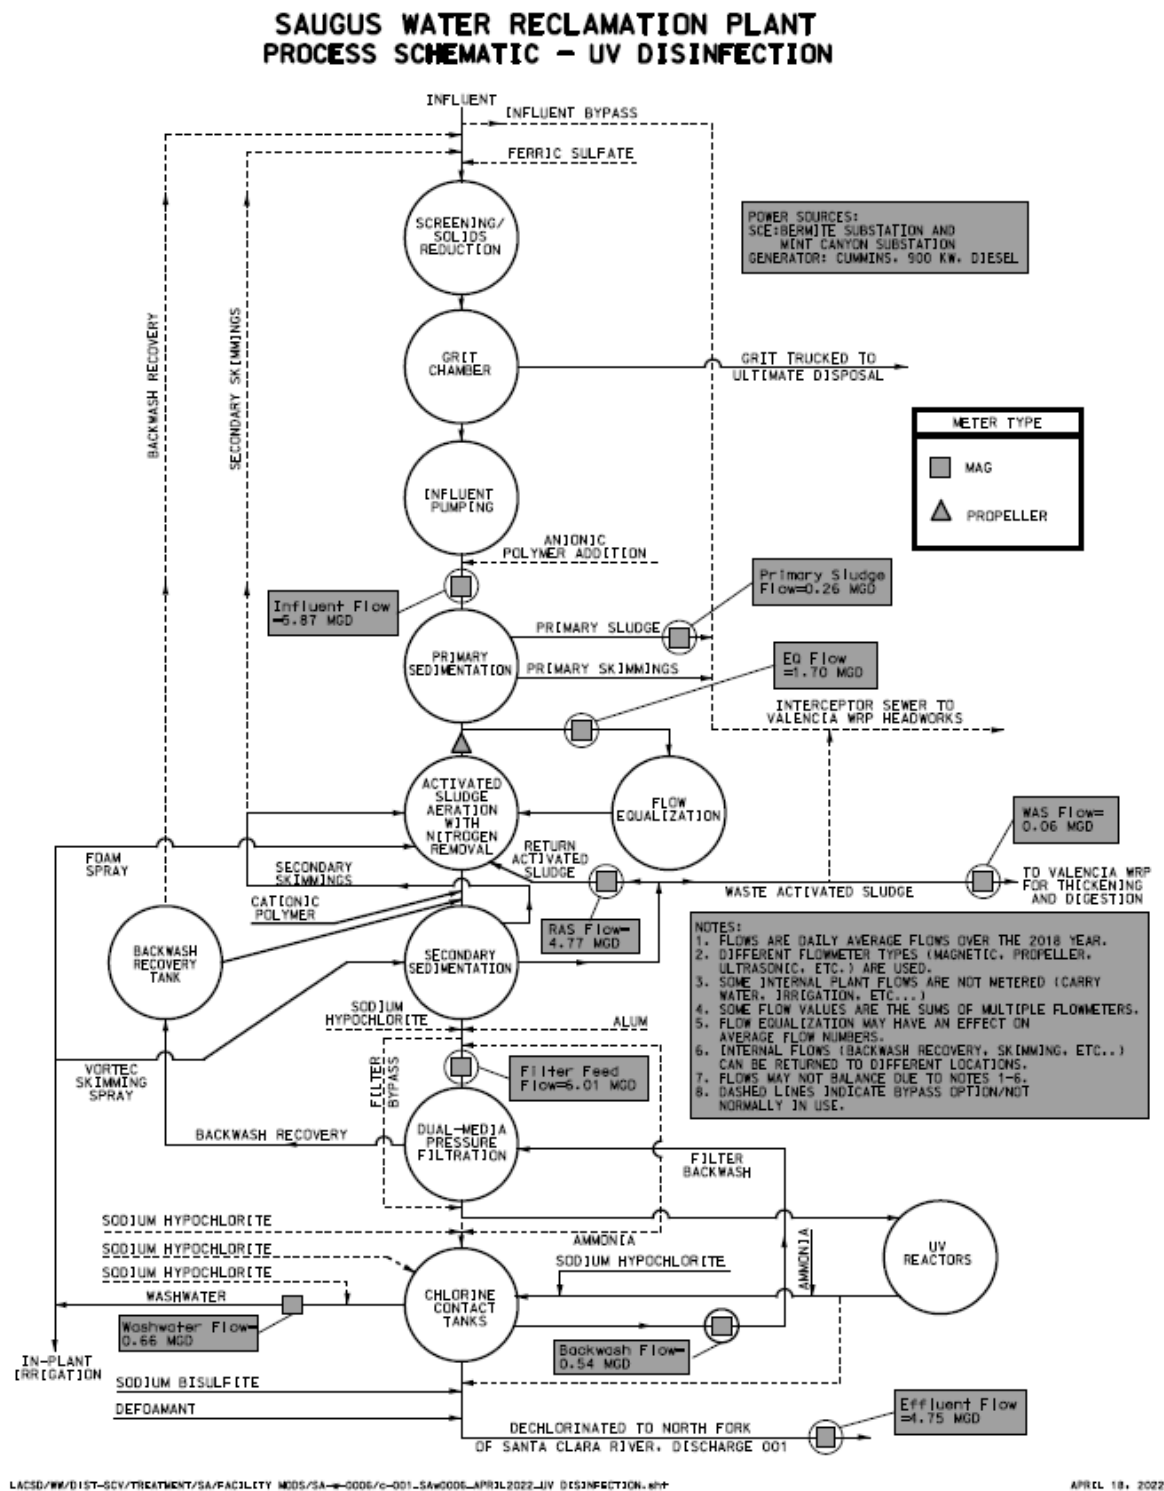 SAUGUS WATER RECLAMATION PLANT
PROCESS SCHEMATIC - UV DISINFECTION
INFLUENT
INFLUENT BYPASS
FERRIC SULFATE
SCREENING/
SOLIDS
REDUCTION
POWER SOURCES:
SCE:BERMITE SUBSTATION AND
MINT CANYON SUBSTATION
GENERATOR: CUMMINS. 900 KW. DIESEL
BACKWASH RECOVERY
SECONDARY SKIMMINGS
GRIT
CHAMBER
GRIT TRUCKED TO
ULTIMATE DISPOSAL
METER TYPE
MAG
PROPELLER
INFLUENT
PUMPING
ANIONIC
POLYMER ADDITION
Influent Flow
=5.87 MGD
Primary Sludge
Flow=0.26 MGD
PRIMARY SLUDGE
PRIMARY
SEDIMENTATION
PRIMARY SKIMMINGS
EQ Flow
=1.70 MGD
INTERCEPTOR SEWER TO
VALENCIA WRP HEADWORKS
ACTIVATED
SLUDGE
AERATION
WITH
NITROGEN
REMOVAL
FLOW
EQUALIZATION
WAS Flow=
0.06 MGD
FOAM
SPRAY
RETURN
ACTIVATED
SLUDGE
SECONDARY
SKIMMINGS
WASTE ACTIVATED SLUDGE
TO VALENCIA WRP
FOR THICKENING
AND DIGESTION
CATIONIC
POLYMER
RAS Flow=
4.77 MGD
BACKWASH
RECOVERY
TANK
SECONDARY
SEDIMENTATION
NOTES:
1. FLOWS ARE DAILY AVERAGE FLOWS OVER THE 2018 YEAR.
2. DIFFERENT FLOWMETER TYPES (MAGNETIC. PROPELLER.
ULTRASONIC. ETC.) ARE USED.
3. SOME INTERNAL PLANT FLOWS ARE NOT METERED (CARRY
WATER. IRRIGATION. ETC...)
4. SOME FLOW VALUES ARE THE SUMS OF MULTIPLE FLOWMETERS.
5. FLOW EQUALIZATION MAY HAVE AN EFFECT ON
AVERAGE FLOW NUMBERS.
6. INTERNAL FLOWS (BACKWASH RECOVERY. SKIMMING. ETC..)
CAN BE RETURNED TO DIFFERENT LOCATIONS.
7. FLOWS MAY NOT BALANCE DUE TO NOTES 1-6.
8. DASHED LINES INDICATE BYPASS OPTION/NOT
NORMALLY IN USE.
SODIUM
HYPOCHLORITE
ALUM
VORTEC
SKIMMING
SPRAY
FILTER
BYPASS
Filter Feed
Flow=6.01 MGD
BACKWASH RECOVERY
DUAL-MEDIA
PRESSURE
FILTRATION
FILTER
BACKWASH
SODIUM HYPOCHLORITE
AMMONIA
SODIUM HYPOCHLORITE
SODIUM HYPOCHLORITE
SODIUM HYPOCHLORITE
AMMONIA
UV
REACTORS
WASHWATER
CHLORINE
CONTACT
TANKS
Washwater Flow=
0.66 MGD
Backwash Flow=
0.54 MGD
IN-PLANT
IRRIGATION
SODIUM BISULFITE
DEFOAMANT
Effluent Flow
=4.75 MGD
DECHLORINATED TO NORTH FORK
OF SANTA CLARA RIVER. DISCHARGE 001
LACSD/WW/DIST-SCV/TREATMENT/SA/FACILITY MODS/SA-w-0006/c-001_SAw0006_APRIL2022_UV DISINFECTION.sht
APRIL 18. 2022